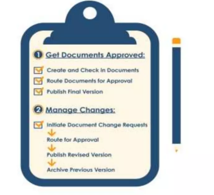 1 Get Documents Approved:
Create and Check in Documents
Route Documents for Approval
Publish Final Version
2 Manage Changes:
Initiate Document Change Requests
Route for Approval
Publish Revised Version
Archive Previous Version